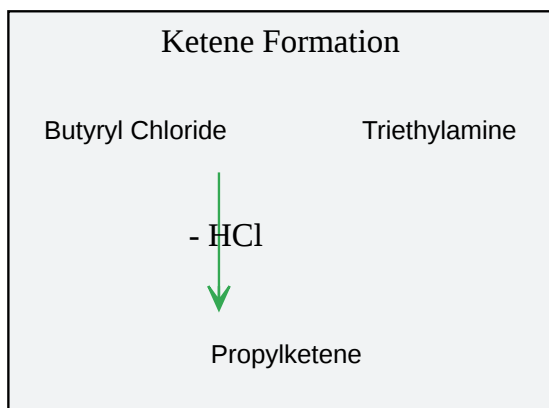 Ketene Formation
Butyryl Chloride Triethylamine
- HCl
Propylketene